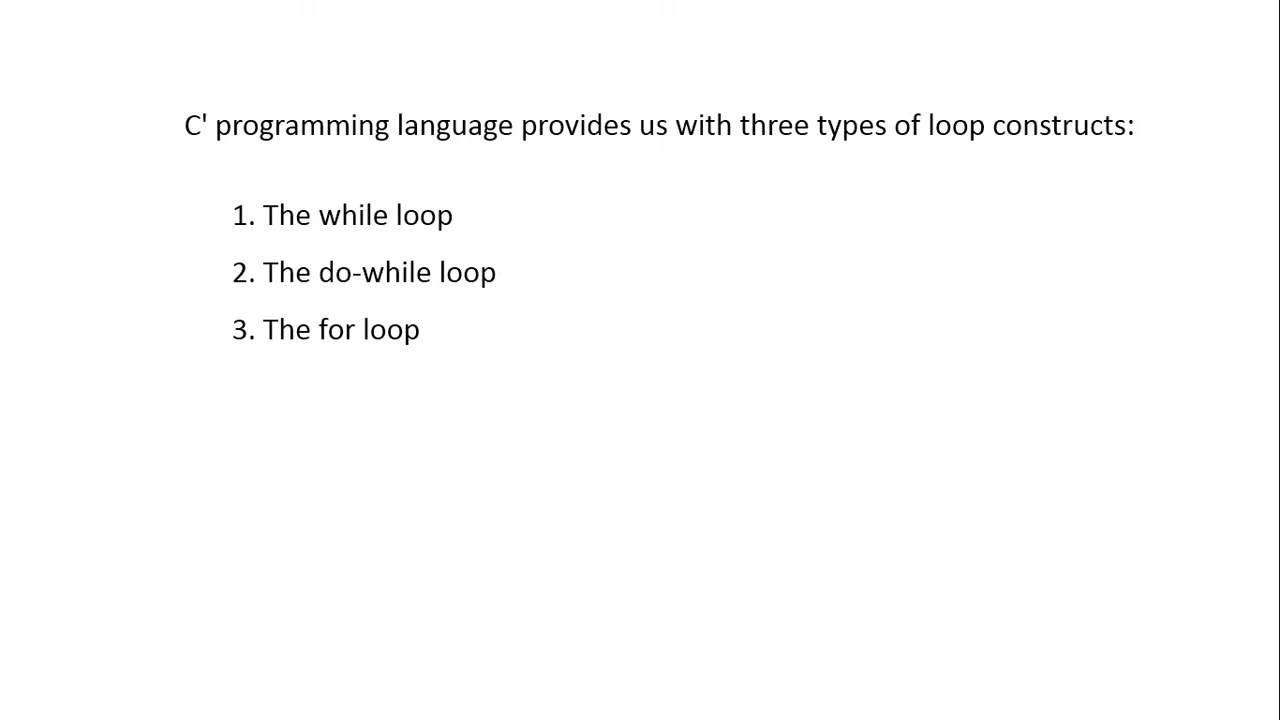 C' programming language provides us with three types of loop constructs:
1. The while loop
2. The do-while loop
3. The for loop